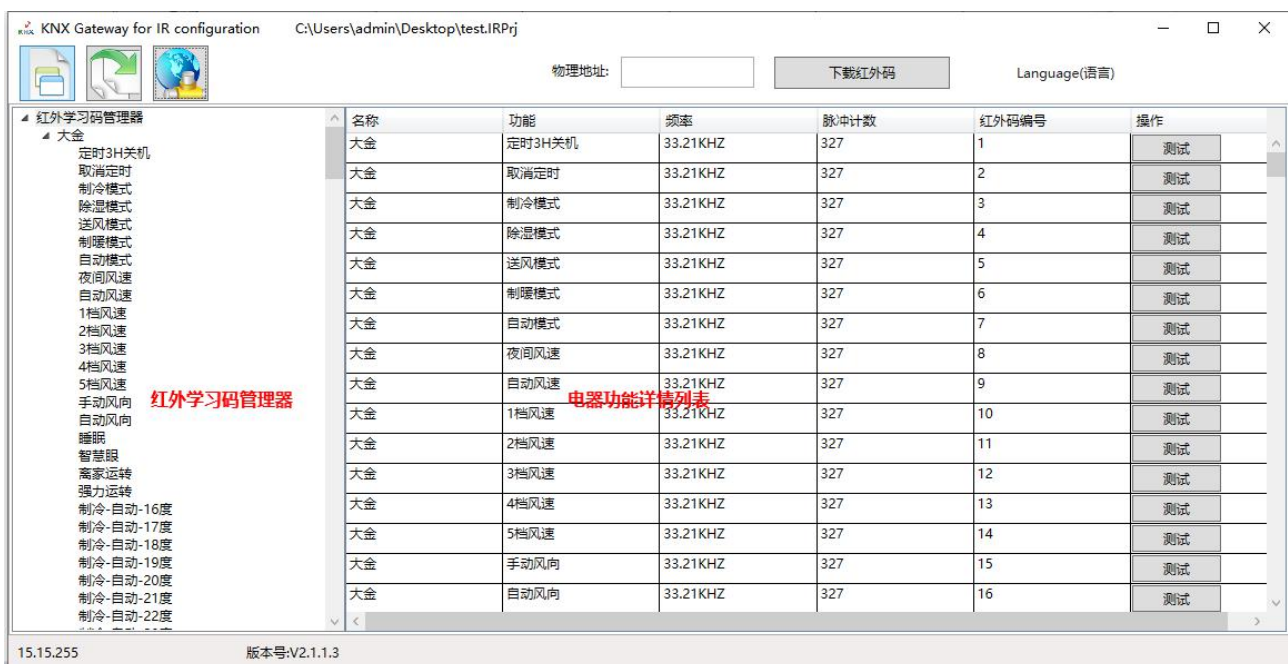 KNX Gateway for IR configuration C:\Users\admin\Desktop\test.IRPrj
物理地址: 下载红外码 Language(语言)
红外学习码管理器
大金
定时3H关机
取消定时
制冷模式
除湿模式
送风模式
制暖模式
自动模式
夜间风速
自动风速
1档风速
2档风速
3档风速
4档风速
5档风速
手动风向
自动风向
睡眠
智慧眼
离家运转
强力运转
制冷-自动-16度
制冷-自动-17度
制冷-自动-18度
制冷-自动-19度
制冷-自动-20度
制冷-自动-21度
制冷-自动-22度
红外学习码管理器
名称 功能 频率 脉冲计数 红外码编号 操作
大金 定时3H关机 33.21KHZ 327 1 测试
大金 取消定时 33.21KHZ 327 2 测试
大金 制冷模式 33.21KHZ 327 3 测试
大金 除湿模式 33.21KHZ 327 4 测试
大金 送风模式 33.21KHZ 327 5 测试
大金 制暖模式 33.21KHZ 327 6 测试
大金 自动模式 33.21KHZ 327 7 测试
大金 夜间风速 33.21KHZ 327 8 测试
大金 自动风速 33.21KHZ 327 9 测试
电器功能详情列表
大金 1档风速 33.21KHZ 327 10 测试
大金 2档风速 33.21KHZ 327 11 测试
大金 3档风速 33.21KHZ 327 12 测试
大金 4档风速 33.21KHZ 327 13 测试
大金 5档风速 33.21KHZ 327 14 测试
大金 手动风向 33.21KHZ 327 15 测试
大金 自动风向 33.21KHZ 327 16 测试
15.15.255 版本号:V2.1.1.3